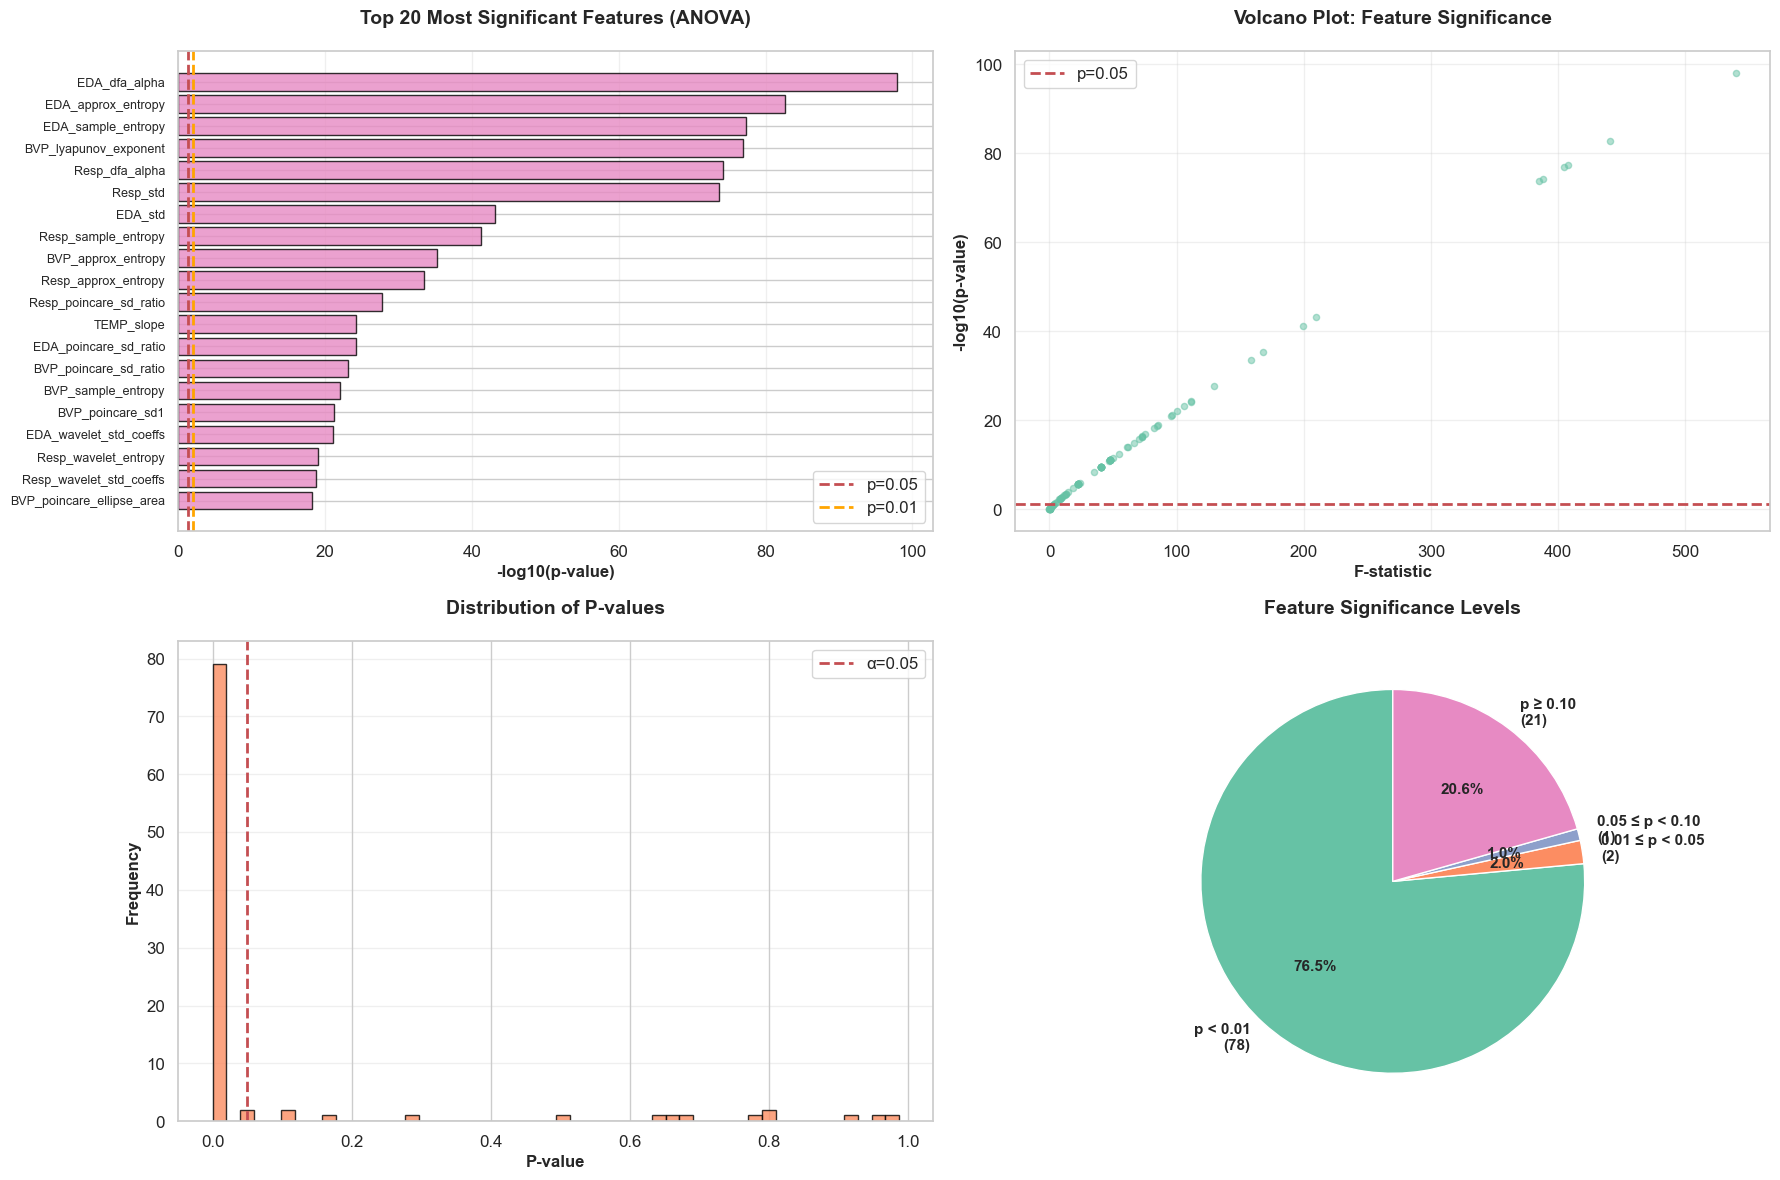 Top 20 Most Significant Features (ANOVA)
EDA_dfa_alpha
EDA_approx_entropy
EDA_sample_entropy
BVP_lyapunov_exponent
Resp_dfa_alpha
Resp_std
EDA_std
Resp_sample_entropy
BVP_approx_entropy
Resp_approx_entropy
Resp_poincare_sd_ratio
TEMP_slope
EDA_poincare_sd_ratio
BVP_poincare_sd_ratio
BVP_sample_entropy
BVP_poincare_sd1
EDA_wavelet_std_coeffs
Resp_wavelet_entropy
Resp_wavelet_std_coeffs
BVP_poincare_ellipse_area
p=0.05
p=0.01
0 20 40 60 80 100
-log10(p-value)
Volcano Plot: Feature Significance
p=0.05
100
80
60
40
20
0
-log10(p-value)
0 100 200 300 400 500
F-statistic
Distribution of P-values
α=0.05
80
70
60
50
40
30
20
10
0
Frequency
0.0 0.2 0.4 0.6 0.8 1.0
P-value
Feature Significance Levels
p ≥ 0.10
(21)
20.6%
0.05 ≤ p < 0.10
(1)
1.0%
0.01 ≤ p < 0.05
(2)
2.0%
76.5%
p < 0.01
(78)